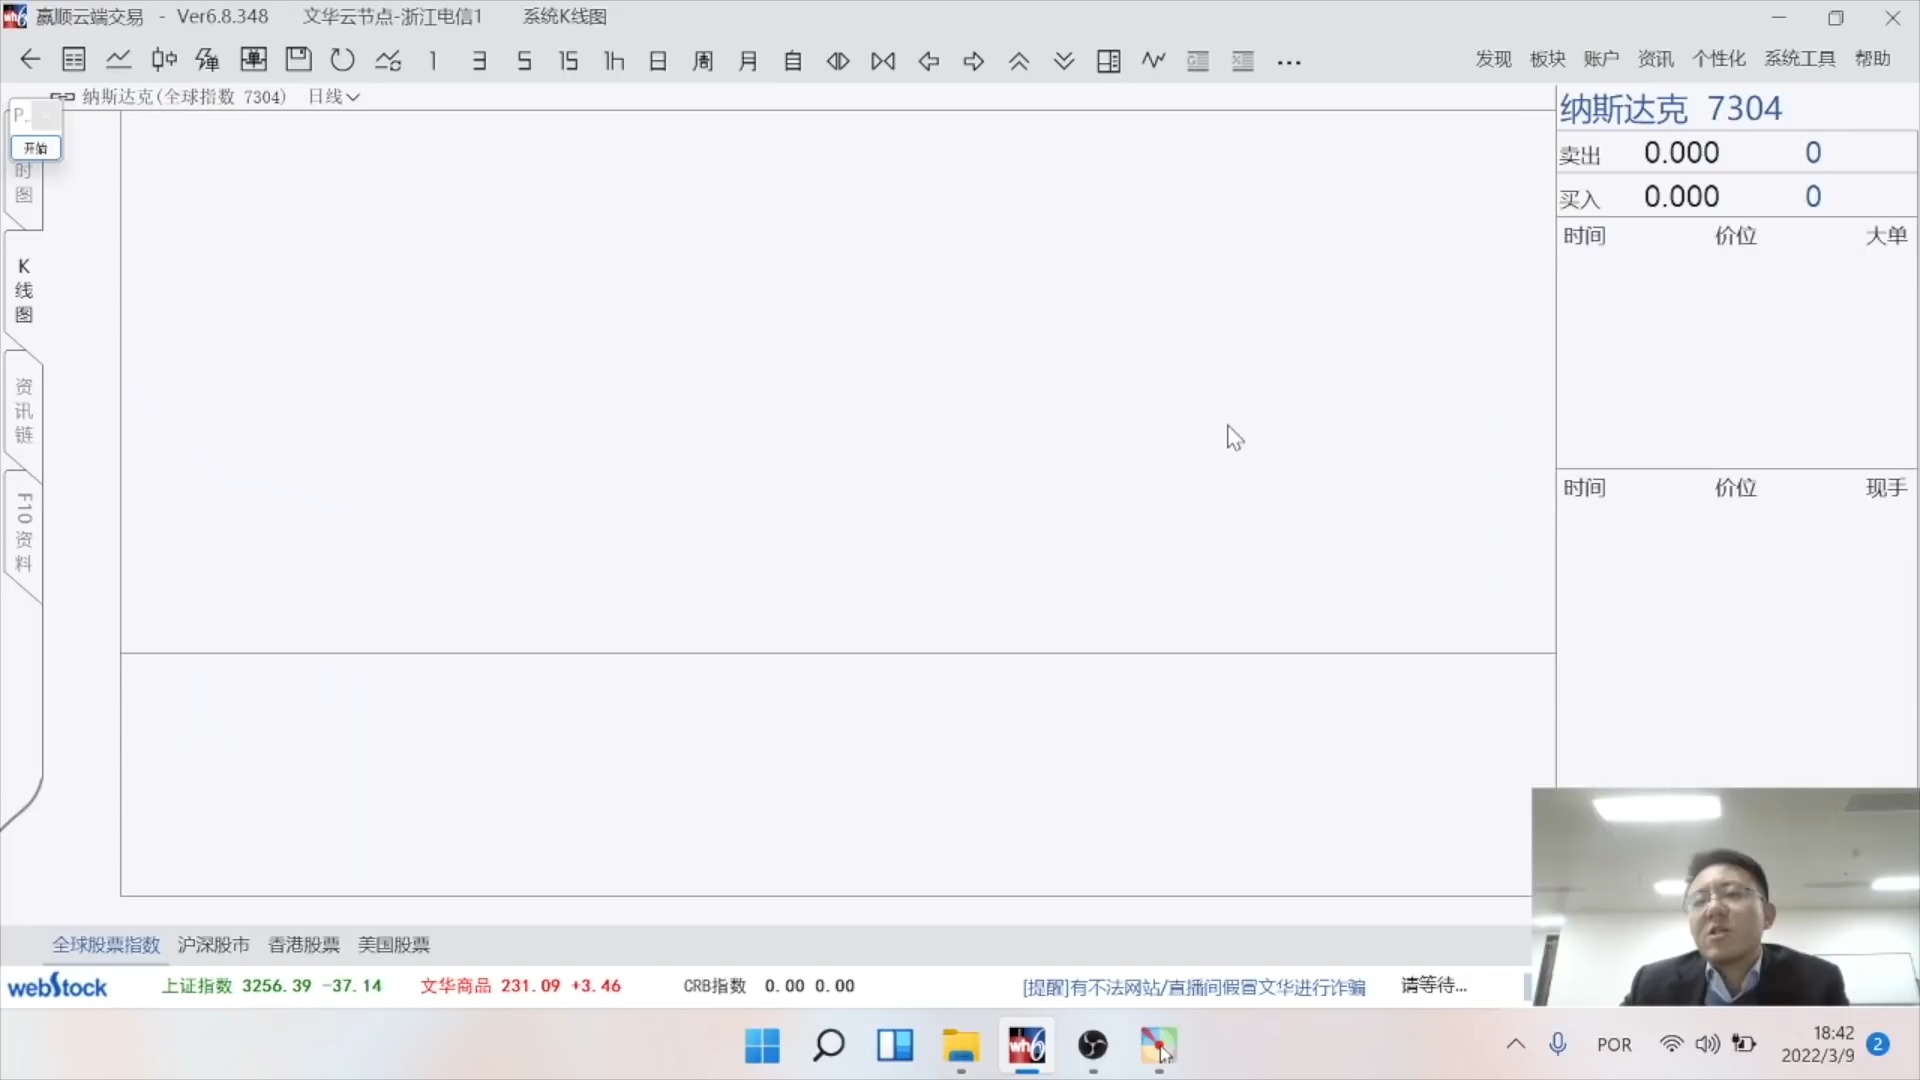 赢顺云端交易 - Ver6.8.348 文华云节点-浙江电信1 系统K线图
1 3 5 15 1h 日 周 月 自 ...
发现 板块 账户 资讯 个性化 系统工具 帮助
纳斯达克(全球指数 7304) 日线
P..
开始
时图
K线图
资讯链
F10资料
纳斯达克 7304
卖出 0.000 0
买入 0.000 0
时间 价位 大单
时间 价位 现手
全球股票指数 沪深股市 香港股票 美国股票
webStock 上证指数 3256.39 -37.14 文华商品 231.09 +3.46 CRB指数 0.00 0.00 [提醒]有不法网站/直播间假冒文华进行诈骗 请等待...
wh6
POR
18:42
2022/3/9
2